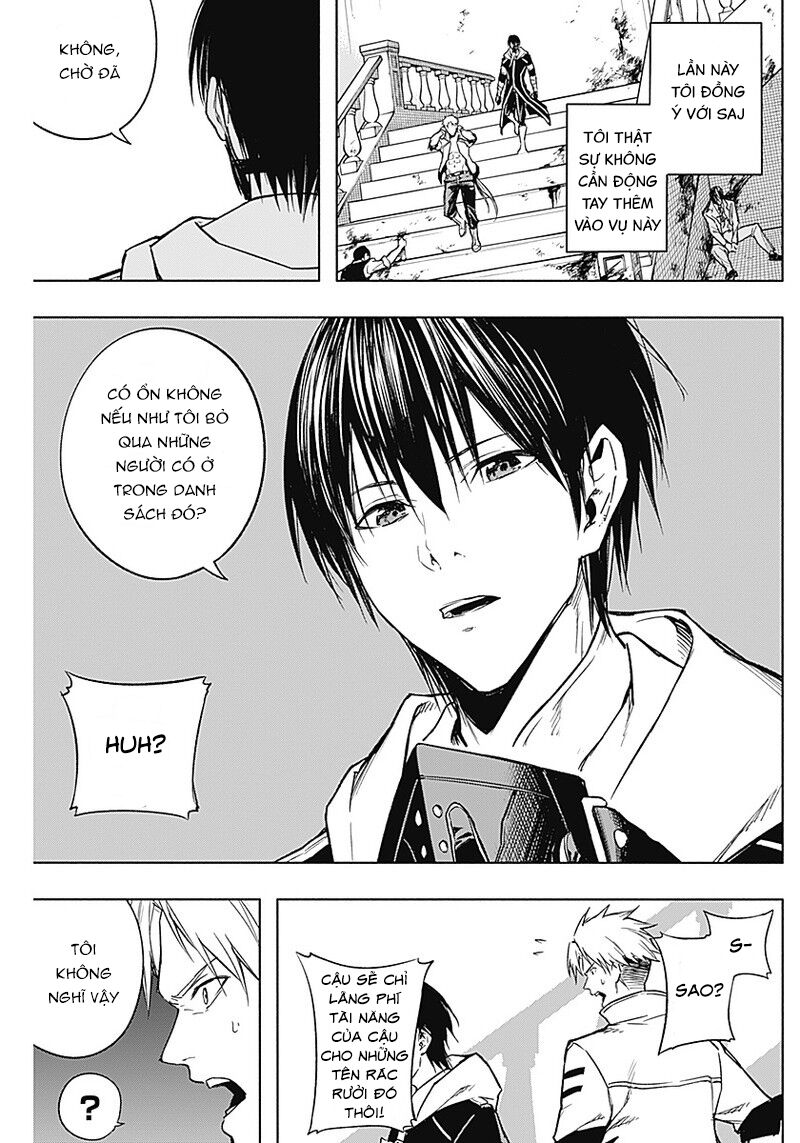 LẦN NÀY
TÔI ĐỒNG
Ý VỚI SAJ
TÔI THẬT
SỰ KHÔNG
CẦN ĐỘNG
TAY THÊM
VÀO VỤ NÀY
KHÔNG,
CHỜ ĐÃ
CÓ ỔN KHÔNG
NẾU NHƯ TÔI BỎ
QUA NHỮNG
NGƯỜI CÓ Ở
TRONG DANH
SÁCH ĐÓ?
HUH?
S-
SAO?
CẬU SẼ CHỈ
LÃNG PHÍ
TÀI NĂNG
CỦA CẬU
CHO NHỮNG
TÊN RÁC
RƯỞI ĐÓ
THÔI!
TÔI
KHÔNG
NGHĨ VẬY
?